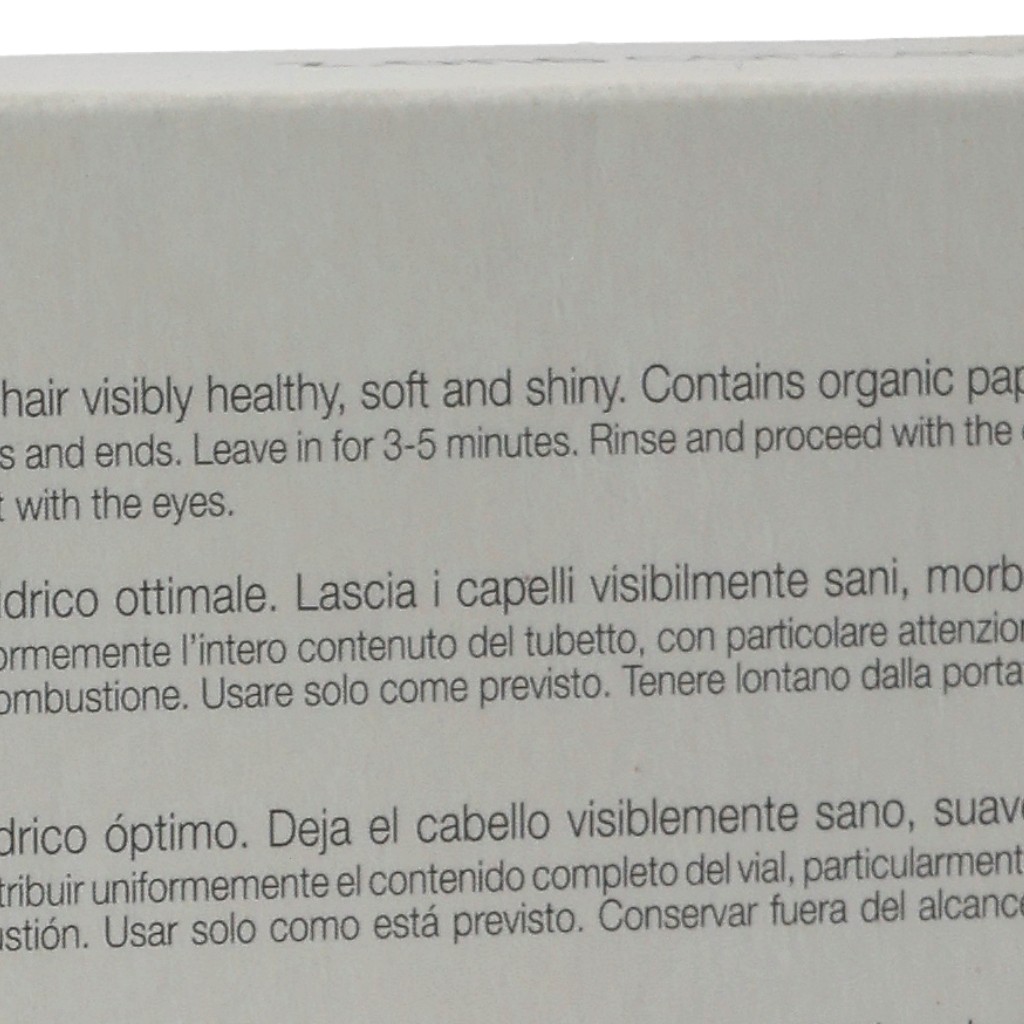 hair visibly healthy, soft and shiny. Contains organic
and ends. Leave in for 3-5 minutes. Rinse and proceed with the
with the eyes.
idrico ottimale. Lascia i capelli visibilmente sani,
l'intero contenuto del tubetto, con particolare
Usare solo come previsto. Tenere lontano dalla
óptimo. Deja el cabello visiblemente sano,
uniformemente el contenido completo del vial,
Usar solo como está previsto. Conservar fuera del